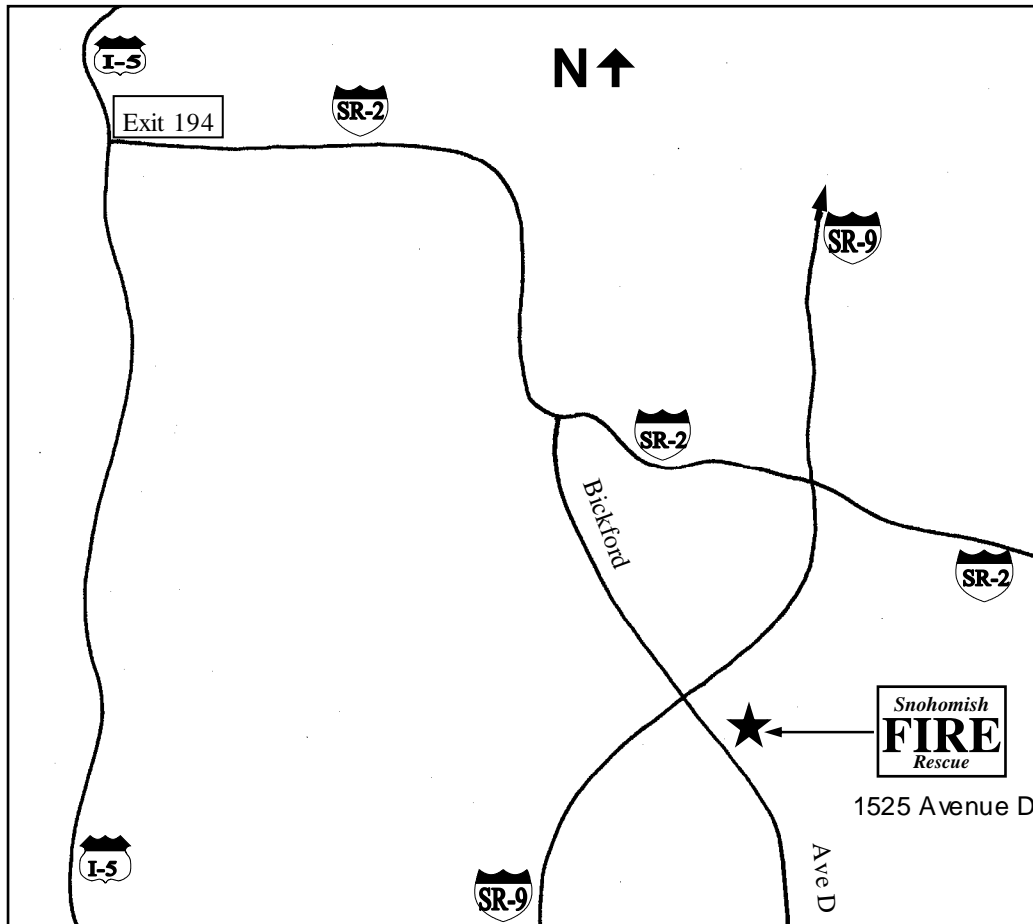 I-5
N
Exit 194
SR-2
SR-9
SR-2
Bickford
SR-2
Snohomish
FIRE
Rescue
1525 Avenue D
I-5
Ave D
SR-9